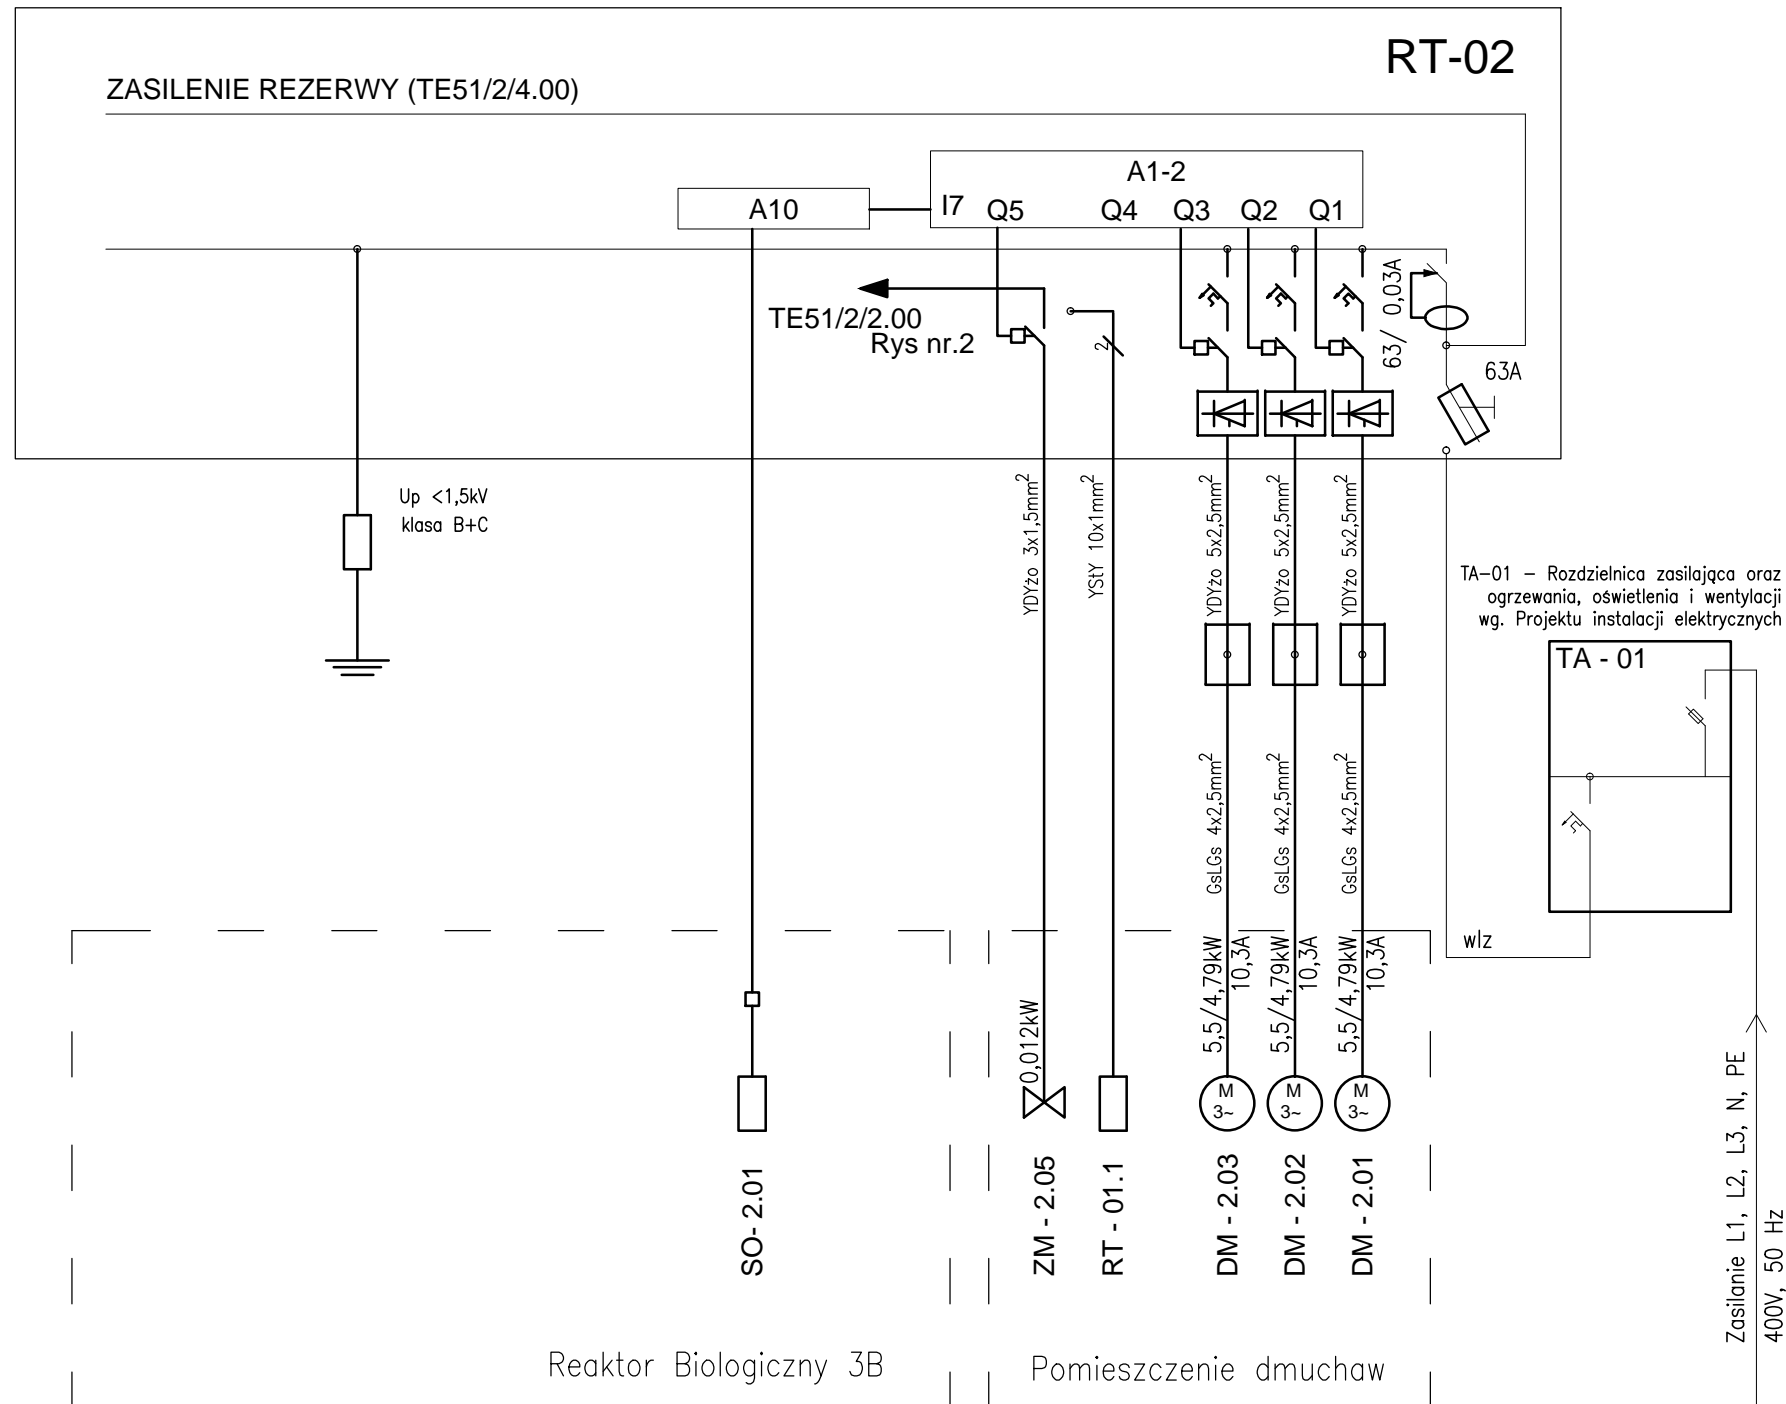 RT-02
ZASILENIE REZERWY (TE51/2/4.00)
A1-2
A10
I7
Q5
Q4
Q3
Q2
Q1
TE51/2/2.00
Rys nr.2
2
63/ 0,03A
63A
Up <1,5kV
klasa B+C
YDYżo 3x1,5mm²
YStY 10x1mm²
YDYżo 5x2,5mm²
YDYżo 5x2,5mm²
YDYżo 5x2,5mm²
TA-01 - Rozdzielnica zasilająca oraz
ogrzewania, oświetlenia i wentylacji
wg. Projektu instalacji elektrycznych
TA - 01
GsLGs 4x2,5mm²
GsLGs 4x2,5mm²
GsLGs 4x2,5mm²
wlz
0,012kW
5,5/4,79kW
10,3A
5,5/4,79kW
10,3A
5,5/4,79kW
10,3A
M
3~
M
3~
M
3~
SO- 2.01
ZM - 2.05
RT - 01.1
DM - 2.03
DM - 2.02
DM - 2.01
Zasilanie L1, L2, L3, N, PE
400V, 50 Hz
Reaktor Biologiczny 3B
Pomieszczenie dmuchaw